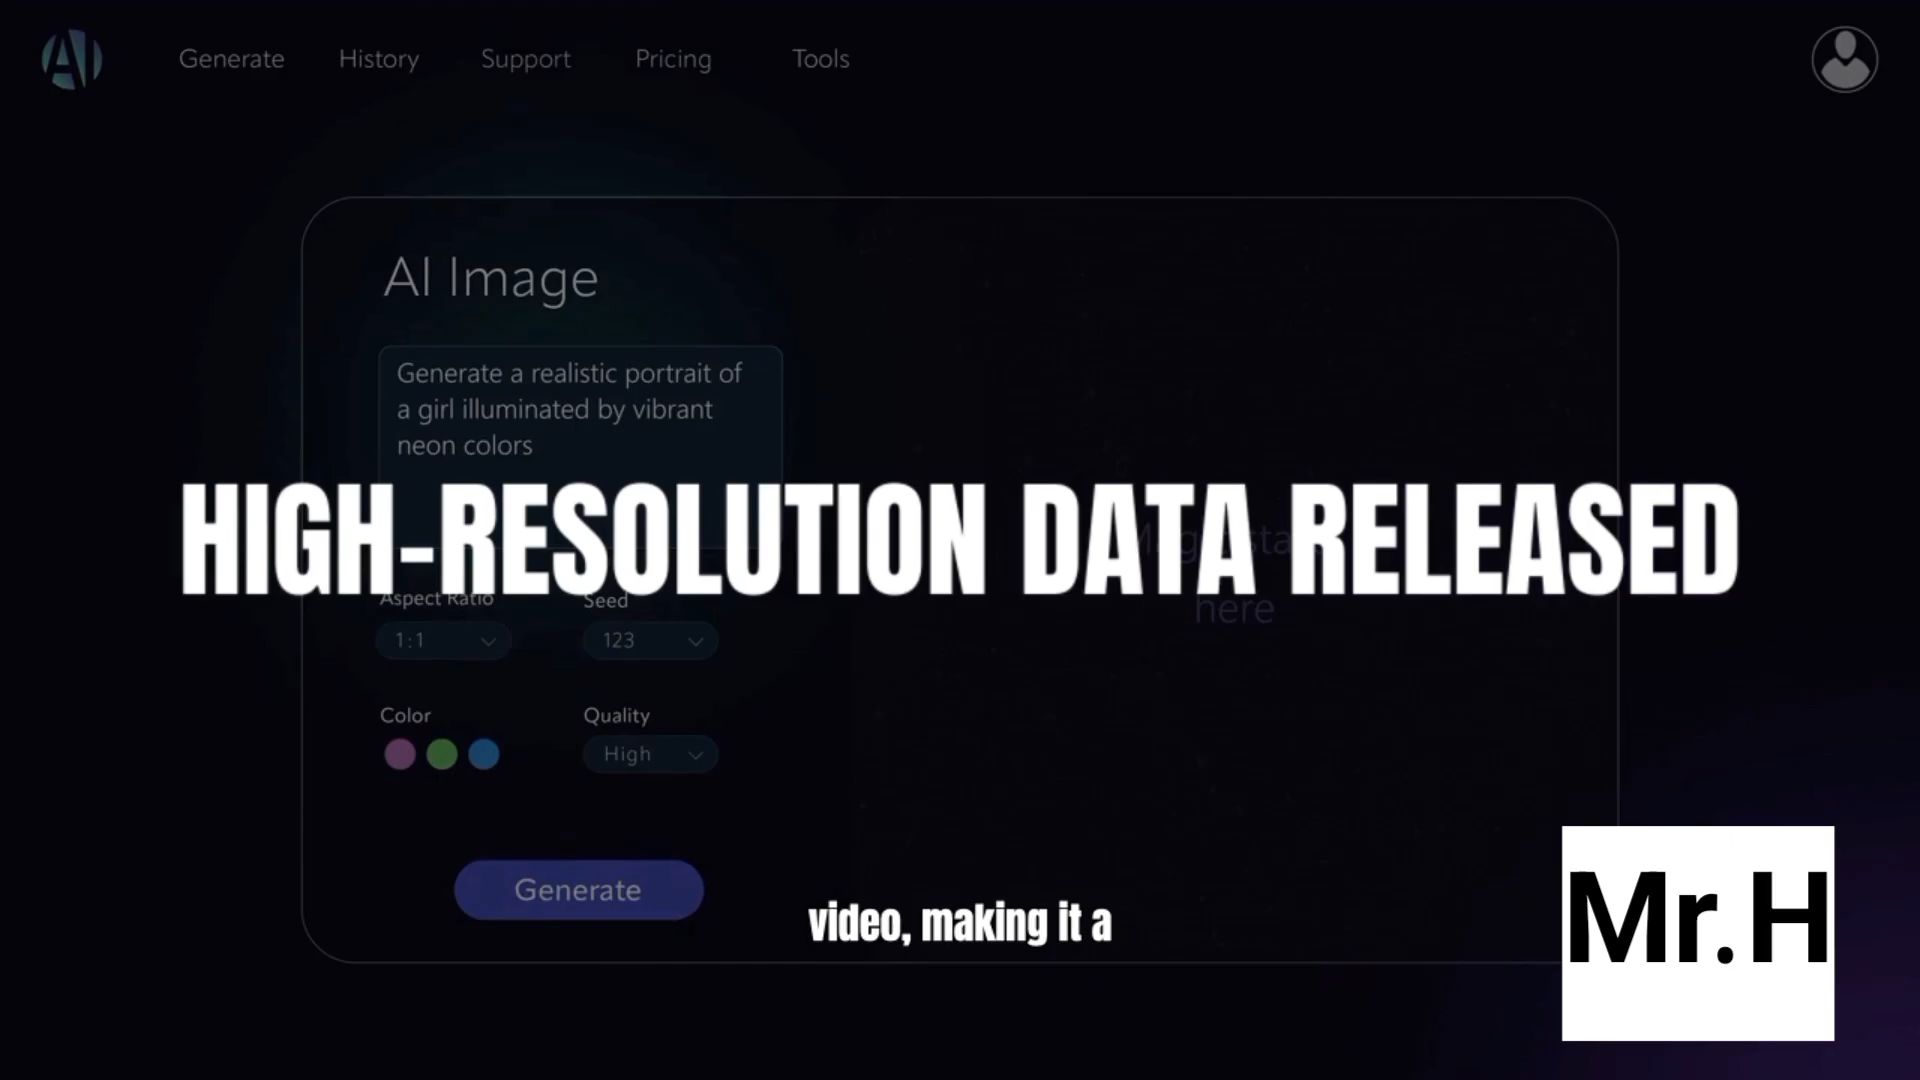 AI
Generate
History
Support
Pricing
Tools
AI Image
Generate a realistic portrait of
a girl illuminated by vibrant
neon colors
HIGH-RESOLUTION DATA RELEASED
here
Aspect Ratio
Seed
1:1
123
Color
Quality
High
Generate
video, making it a
Mr.H